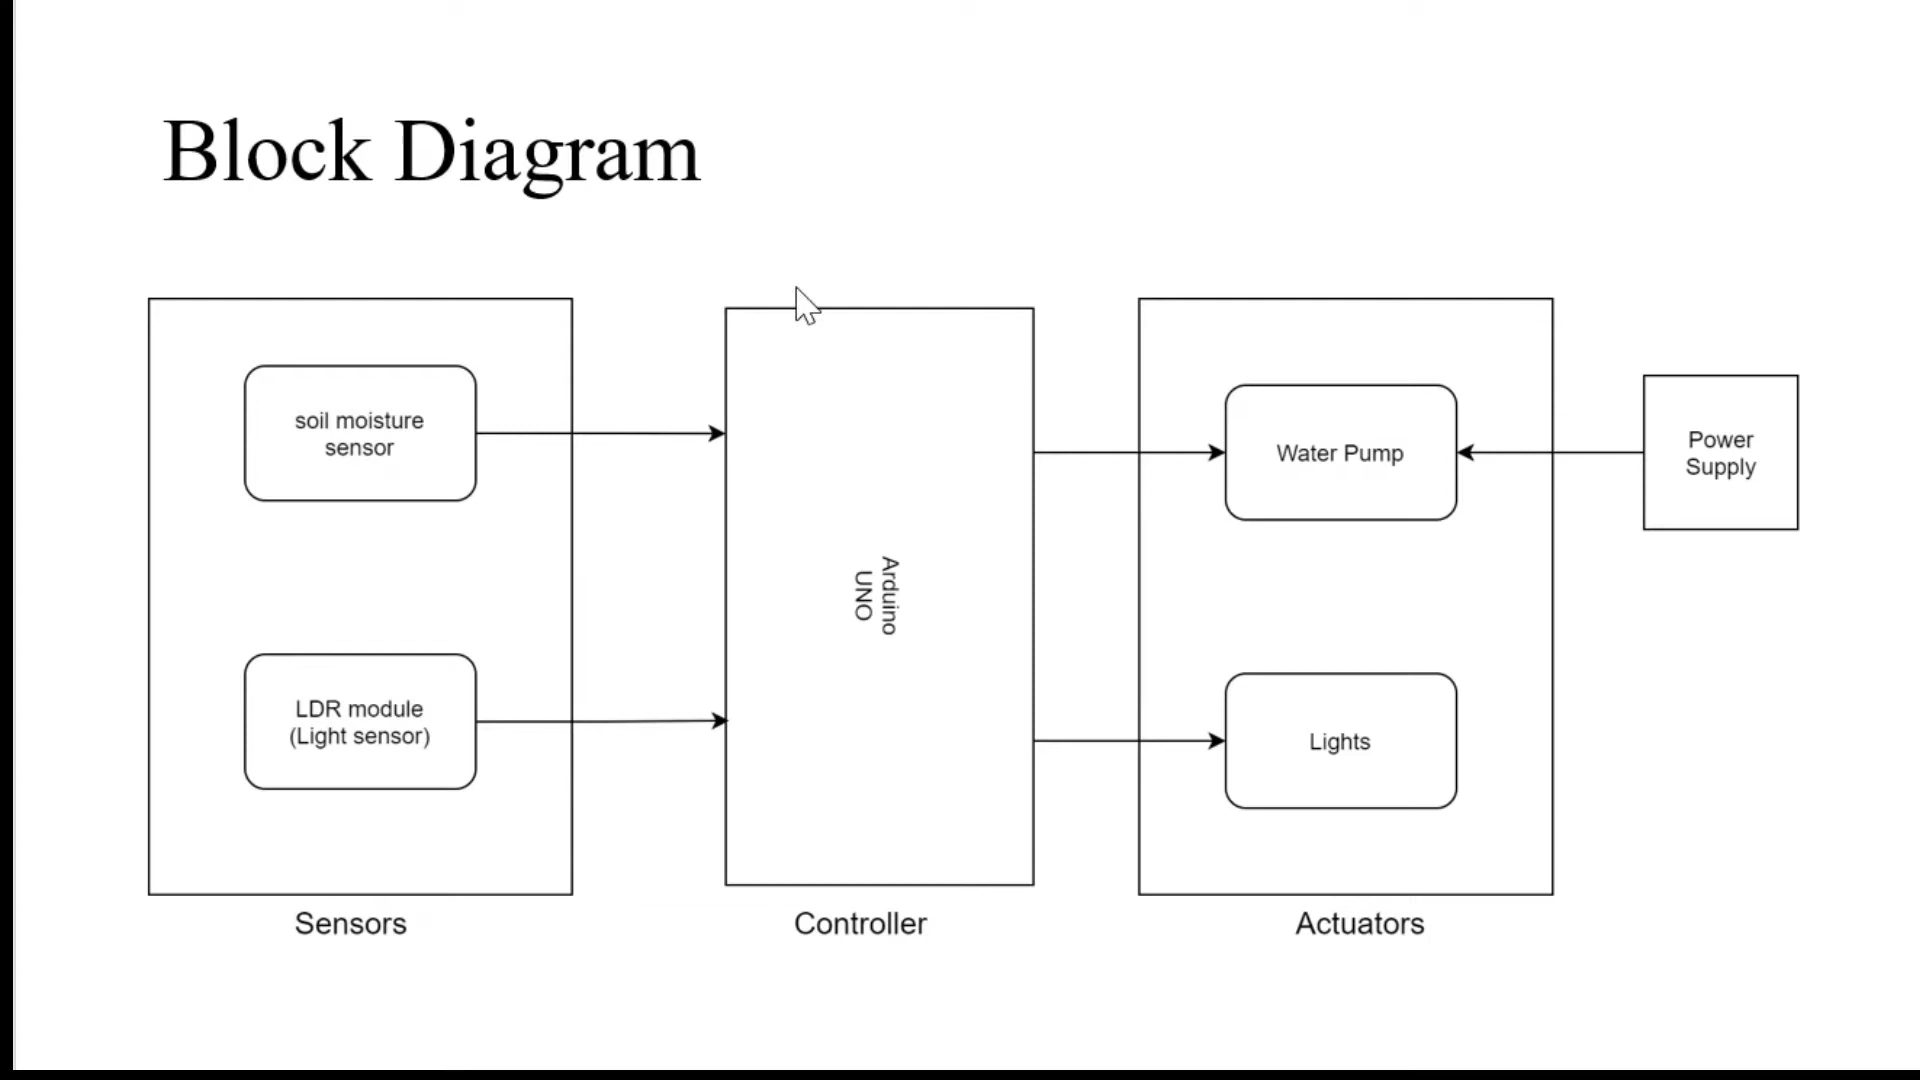 Block Diagram
soil moisture
sensor
LDR module
(Light sensor)
Sensors
Arduino
UNO
Controller
Water Pump
Lights
Actuators
Power
Supply